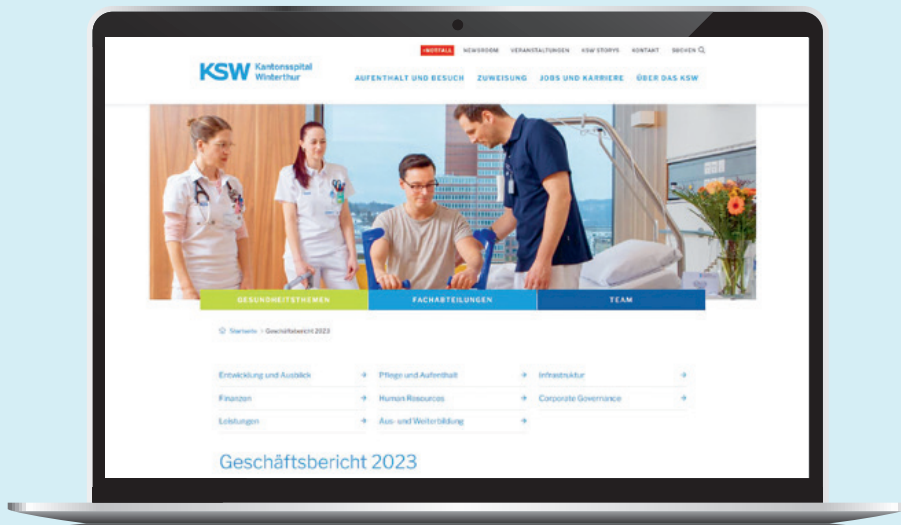 +NOTFALL NEWSROOM VERANSTALTUNGEN KSW STORYS KONTAKT SUCHEN
KSW Kantonsspital
Winterthur
AUFENTHALT UND BESUCH ZUWEISUNG JOBS UND KARRIERE ÜBER DAS KSW
GESUNDHEITSTHEMEN FACHABTEILUNGEN TEAM
Startseite > Geschäftsbericht 2023
Entwicklung und Ausblick → Pflege und Aufenthalt → Infrastruktur →
Finanzen → Human Resources → Corporate Governance →
Leistungen → Aus- und Weiterbildung →
Geschäftsbericht 2023